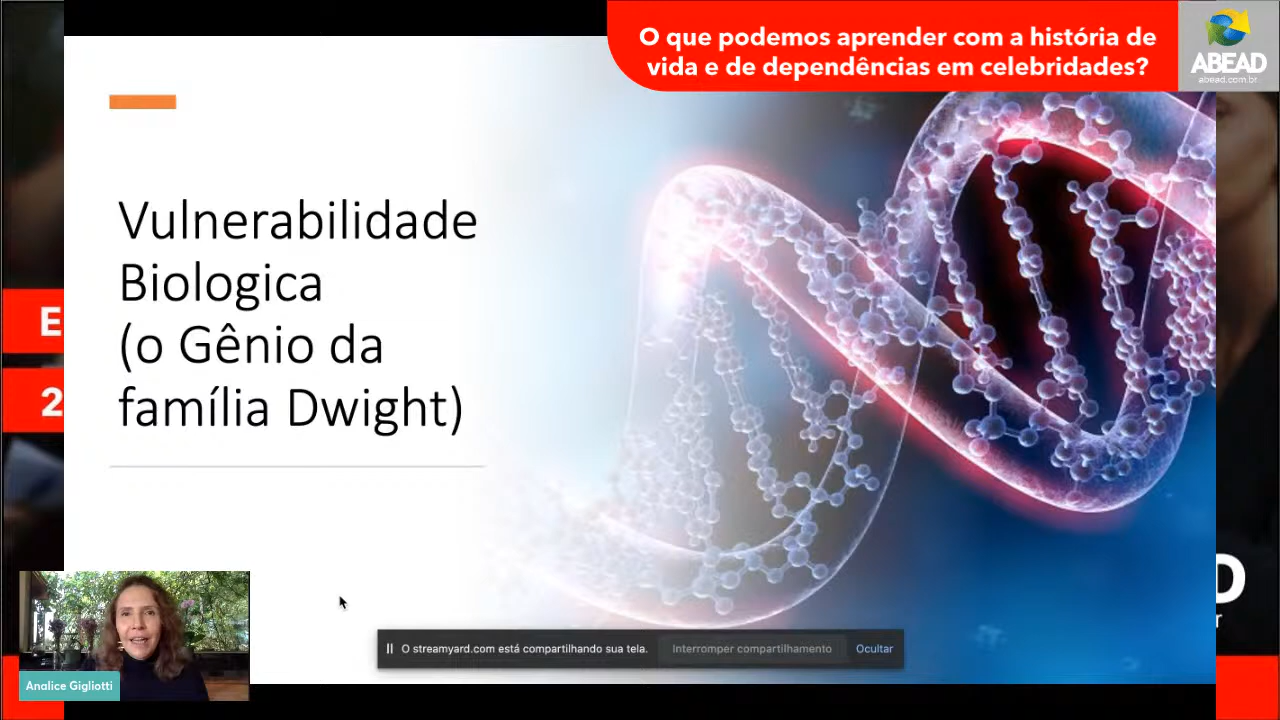 O que podemos aprender com a história de
vida e de dependências em celebridades?
ABEAD
abead.com.br
Vulnerabilidade
Biologica
(o Gênio da
família Dwight)
E
2
D
r
O streamyard.com está compartilhando sua tela.
Interromper compartilhamento
Ocultar
Analice Gigliotti